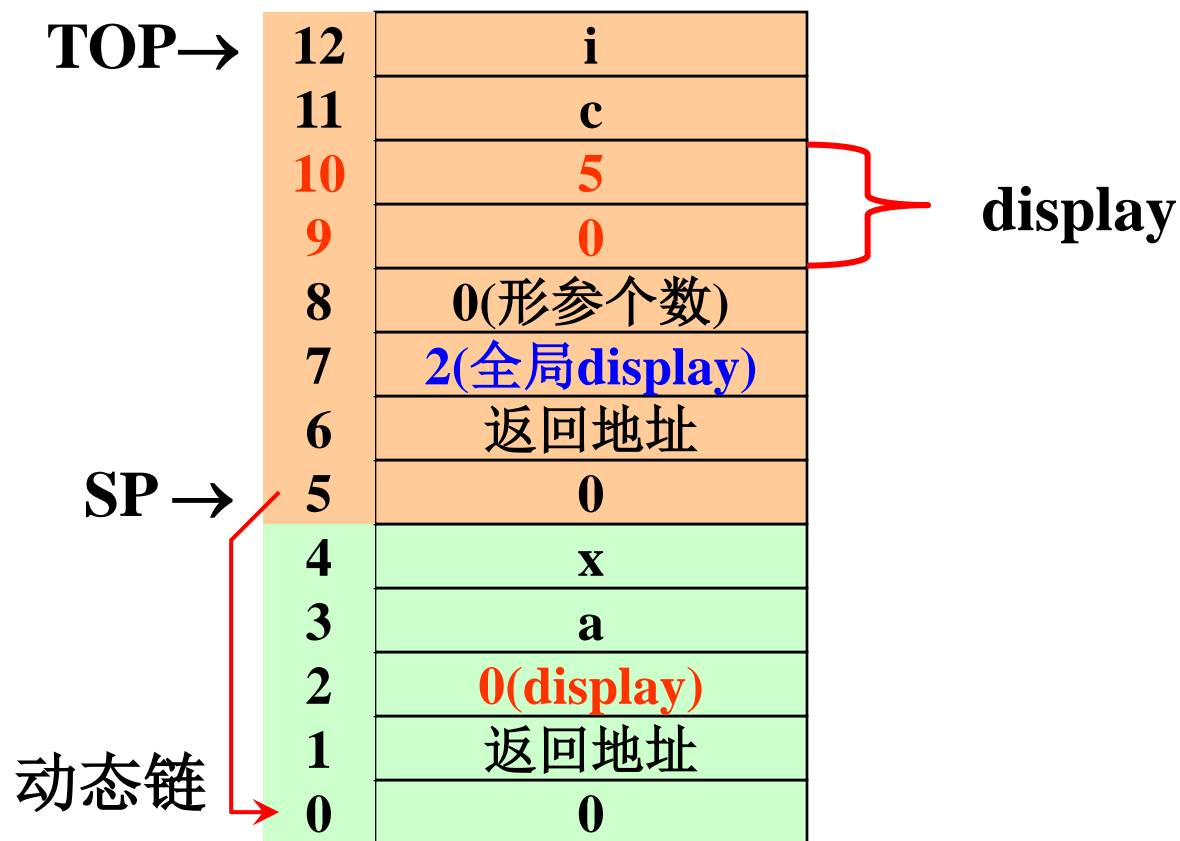 TOP→ 12 i
11 c
10 5
9 0
display
8 0(形参个数)
7 2(全局display)
6 返回地址
SP→ 5 0
4 x
3 a
2 0(display)
1 返回地址
动态链
0 0